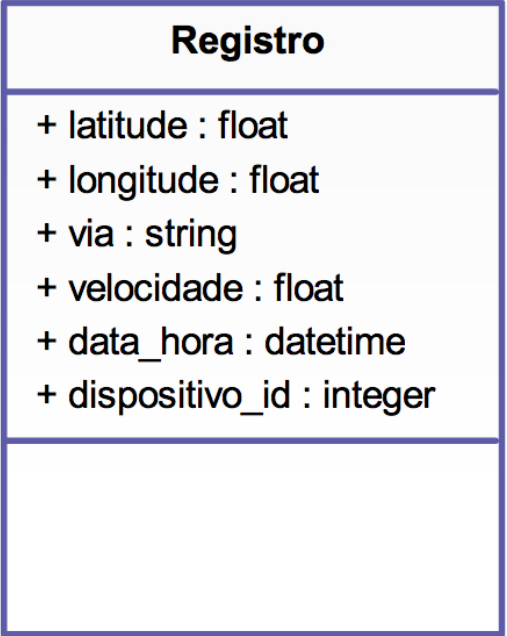 Registro
+ latitude : float
+ longitude : float
+ via : string
+ velocidade : float
+ data_hora : datetime
+ dispositivo_id : integer